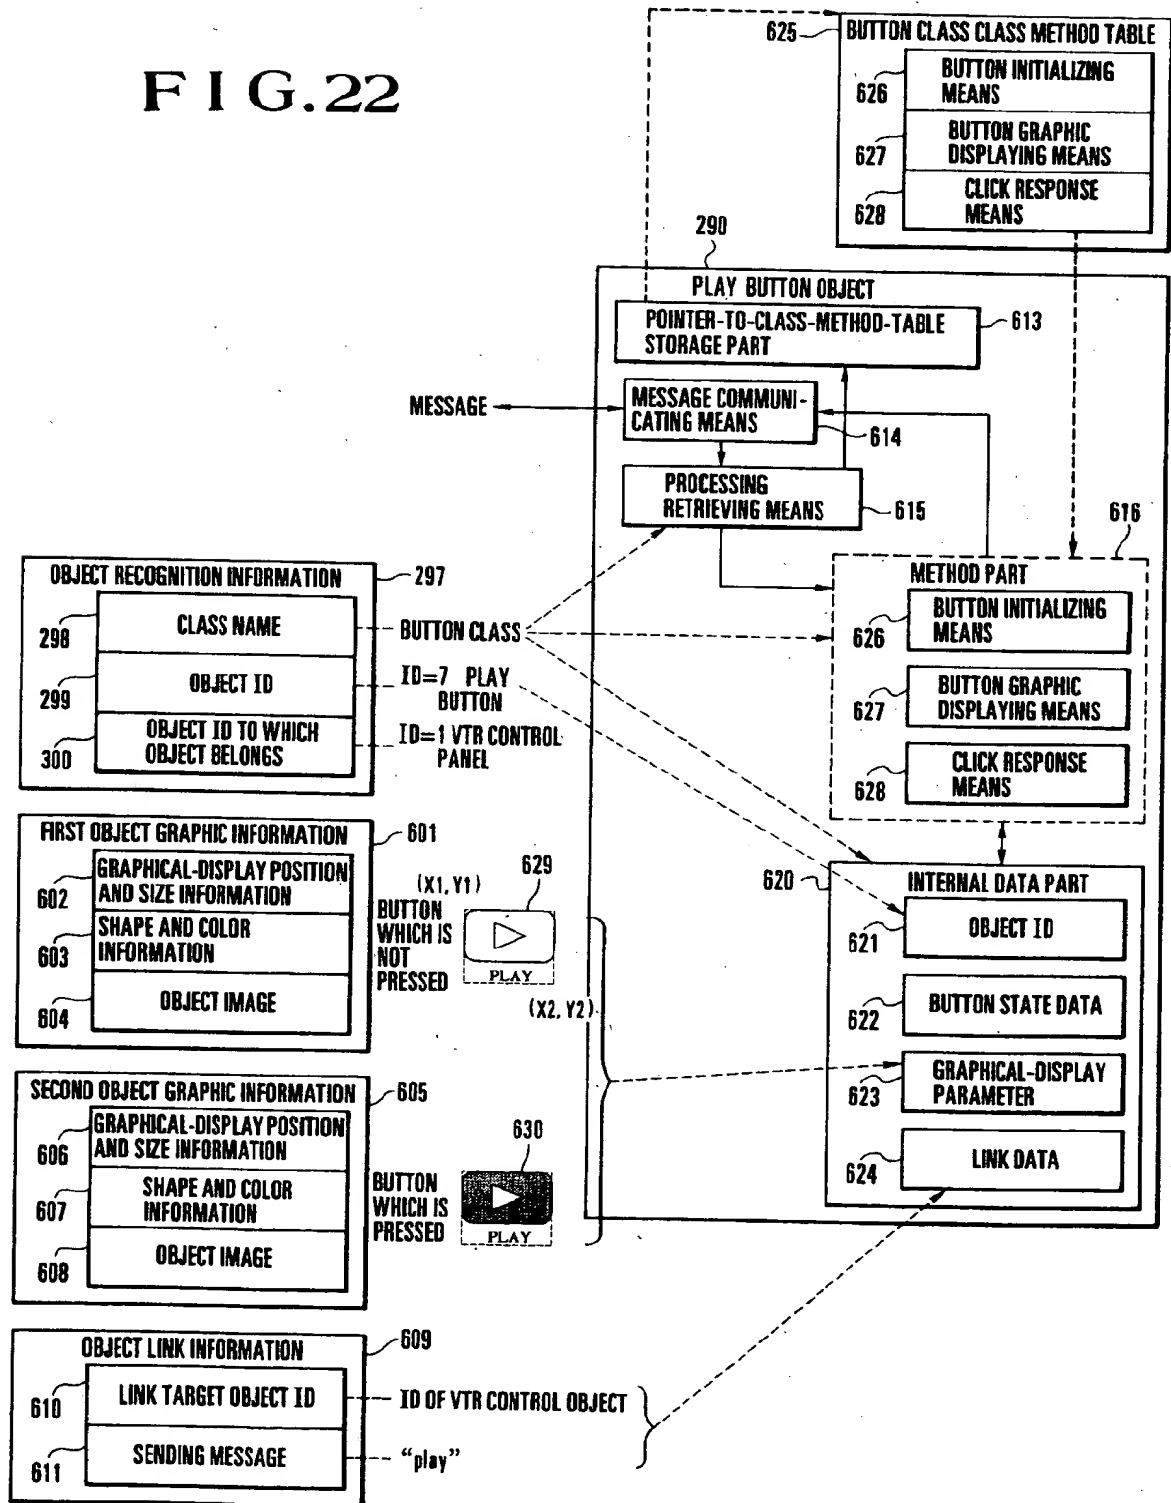 FIG.22
625
BUTTON CLASS CLASS METHOD TABLE
626
BUTTON INITIALIZING
MEANS
627
BUTTON GRAPHIC
DISPLAYING MEANS
628
CLICK RESPONSE
MEANS
290
PLAY BUTTON OBJECT
POINTER-TO-CLASS-METHOD-TABLE
STORAGE PART
613
MESSAGE
MESSAGE COMMUNI-
CATING MEANS
614
PROCESSING
RETRIEVING MEANS
615
616
METHOD PART
626
BUTTON INITIALIZING
MEANS
627
BUTTON GRAPHIC
DISPLAYING MEANS
628
CLICK RESPONSE
MEANS
620
INTERNAL DATA PART
621
OBJECT ID
622
BUTTON STATE DATA
623
GRAPHICAL-DISPLAY
PARAMETER
624
LINK DATA
OBJECT RECOGNITION INFORMATION
297
298
CLASS NAME
BUTTON CLASS
299
OBJECT ID
ID=7 PLAY
BUTTON
300
OBJECT ID TO WHICH
OBJECT BELONGS
ID=1 VTR CONTROL
PANEL
FIRST OBJECT GRAPHIC INFORMATION
601
602
GRAPHICAL-DISPLAY POSITION
AND SIZE INFORMATION
603
SHAPE AND COLOR
INFORMATION
604
OBJECT IMAGE
(X1, Y1)
BUTTON
WHICH IS
NOT
PRESSED
629
PLAY
(X2, Y2)
SECOND OBJECT GRAPHIC INFORMATION
605
606
GRAPHICAL-DISPLAY POSITION
AND SIZE INFORMATION
607
SHAPE AND COLOR
INFORMATION
608
OBJECT IMAGE
BUTTON
WHICH IS
PRESSED
630
PLAY
OBJECT LINK INFORMATION
609
610
LINK TARGET OBJECT ID
ID OF VTR CONTROL OBJECT
611
SENDING MESSAGE
“play”